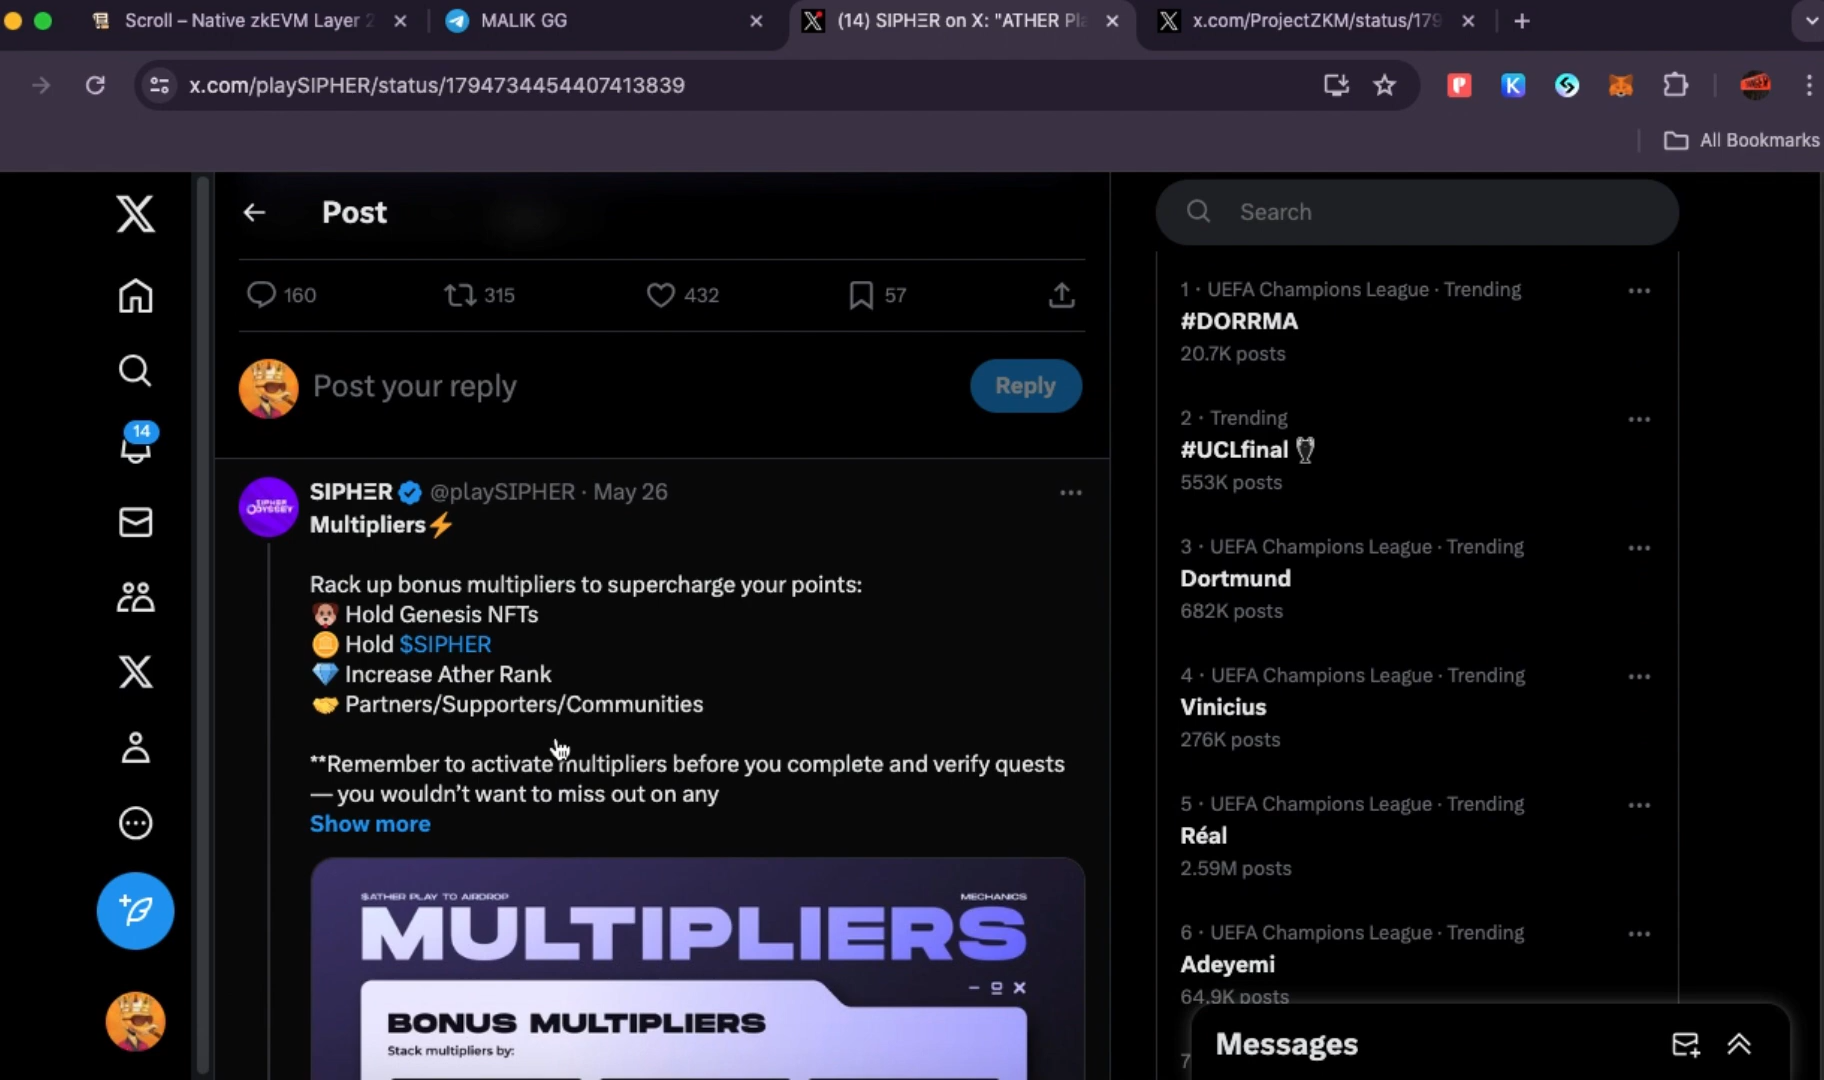 Scroll – Native zkEVM Layer 2
MALIK GG
(14) SIPHΞR on X: "ATHER Pla
x.com/ProjectZKM/status/179
x.com/playSIPHER/status/1794734454407413839
All Bookmarks
Post
Search
160
315
432
57
Post your reply
Reply
14
SIPHΞR @playSIPHER · May 26
SIPHER ODYSSEY
Multipliers⚡
Rack up bonus multipliers to supercharge your points:
🐶 Hold Genesis NFTs
🪙 Hold $SIPHER
💎 Increase Ather Rank
🤝 Partners/Supporters/Communities
**Remember to activate multipliers before you complete and verify quests
— you wouldn't want to miss out on any
Show more
$ATHER PLAY TO AIRDROP
MECHANICS
MULTIPLIERS
BONUS MULTIPLIERS
Stack multipliers by:
1 · UEFA Champions League · Trending
#DORRMA
20.7K posts
2 · Trending
#UCLfinal 🏆
553K posts
3 · UEFA Champions League · Trending
Dortmund
682K posts
4 · UEFA Champions League · Trending
Vinicius
276K posts
5 · UEFA Champions League · Trending
Réal
2.59M posts
6 · UEFA Champions League · Trending
Adeyemi
64.9K posts
7
Messages